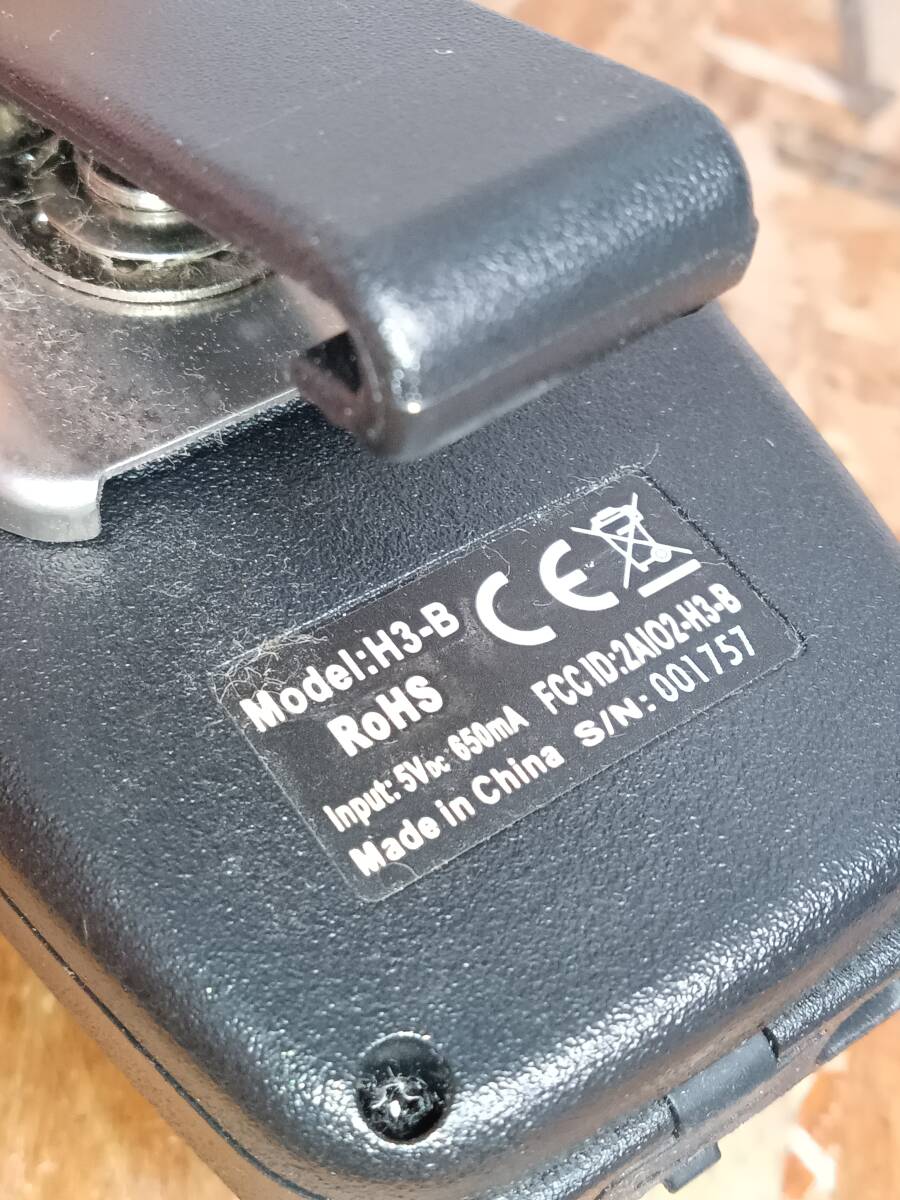 Model:H3-B CE
RoHS
Input: 5VDC 650mA FCC ID:2AIO2-H3-B
Made in China S/N: 001757